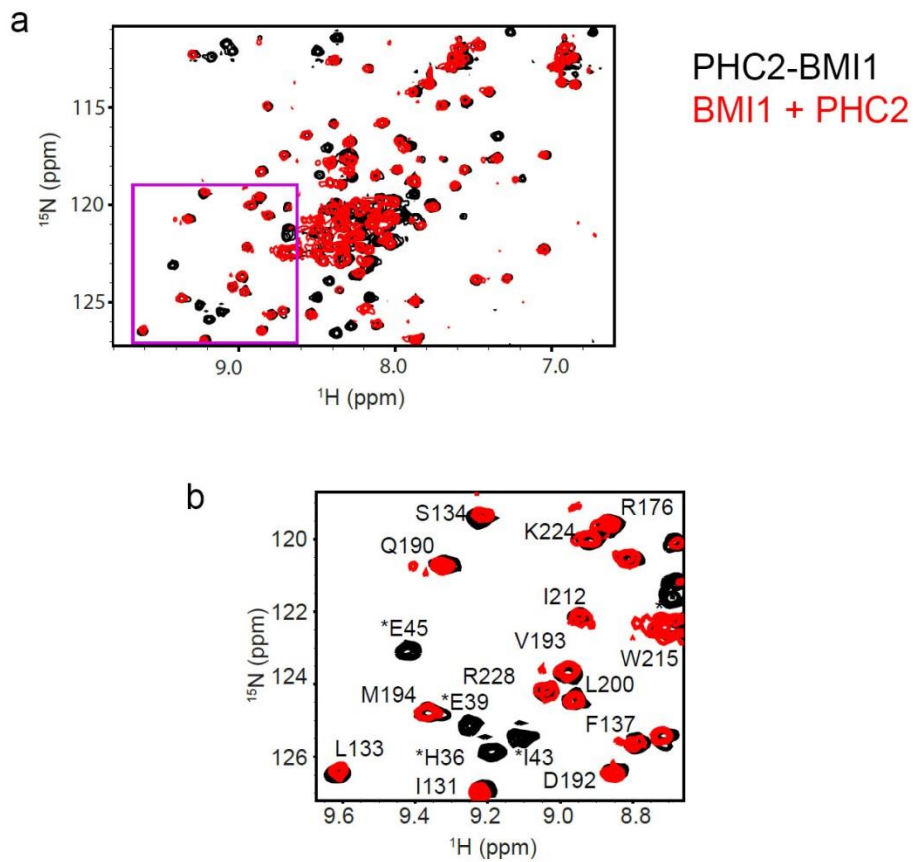 a
PHC2-BMI1
BMI1 + PHC2
115
120
125
15N (ppm)
9.0
8.0
7.0
1H (ppm)
b
S134
R176
K224
Q190
I212
*E45
V193
*
W215
R228
L200
M194
*E39
F137
L133
*H36
*I43
D192
I131
120
122
124
126
15N (ppm)
9.6
9.4
9.2
9.0
8.8
1H (ppm)